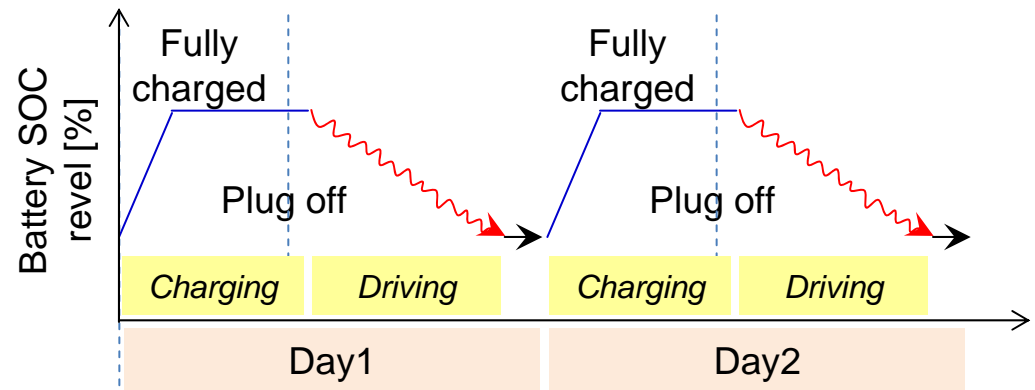 Battery SOC
revel [%]
Fully
charged
Plug off
Fully
charged
Plug off
Charging
Driving
Charging
Driving
Day1
Day2